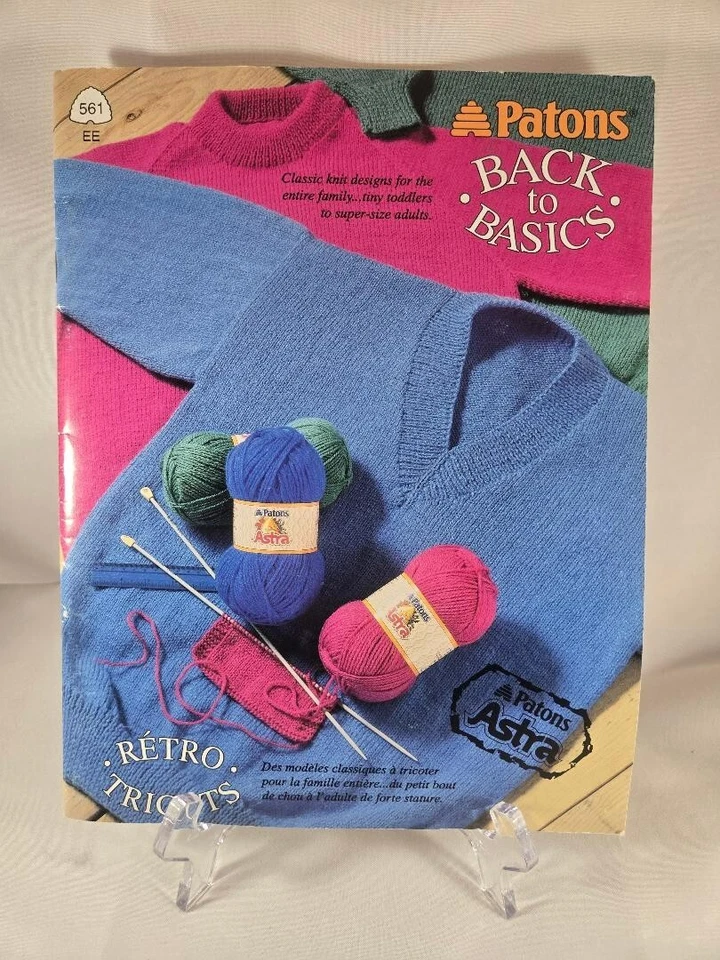 561
EE
Patons
BACK
to
BASICS
Classic knit designs for the
entire family...tiny toddlers
to super-size adults.
Patons
Astra
Patons
Astra
Patons
Astra
RÉTRO
TRICOTS
Des modèles classiques à tricoter
pour la famille entière...du petit bout
de chou à l'adulte de forte stature.